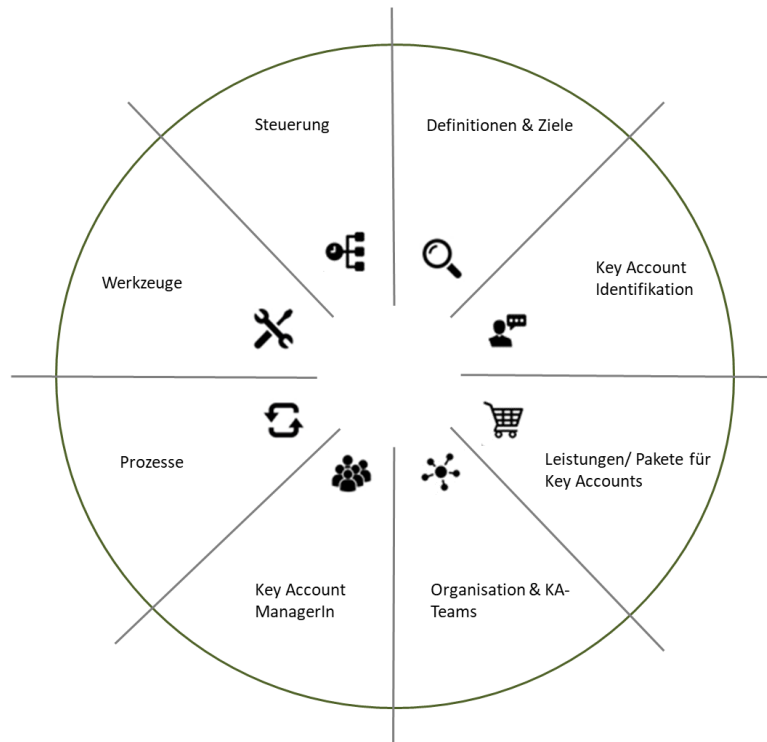 Steuerung
Definitionen & Ziele
Werkzeuge
Key Account
Identifikation
Prozesse
Leistungen/ Pakete für
Key Accounts
Key Account
ManagerIn
Organisation & KA-
Teams